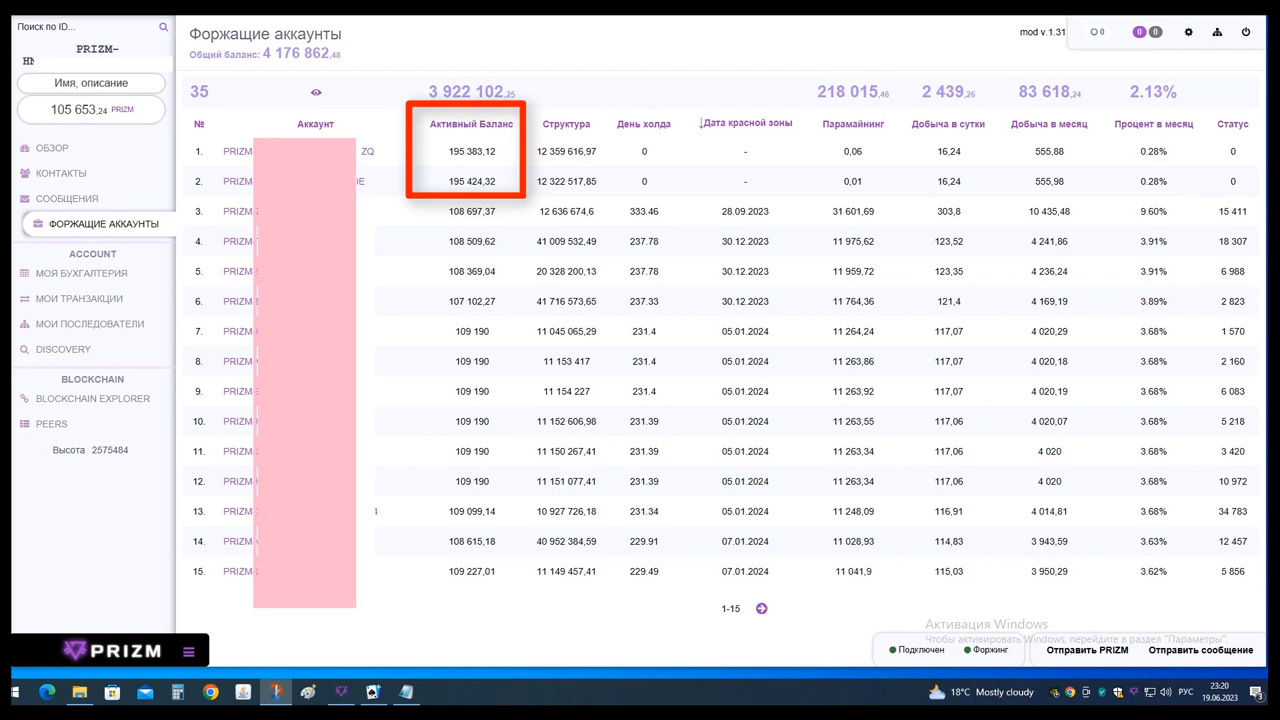 Поиск по ID...
PRIZM-
HN
Имя, описание
105 653,24 PRIZM
ОБЗОР
КОНТАКТЫ
СООБЩЕНИЯ
ФОРЖАЩИЕ АККАУНТЫ
ACCOUNT
МОЯ БУХГАЛТЕРИЯ
МОИ ТРАНЗАКЦИИ
МОИ ПОСЛЕДОВАТЕЛИ
DISCOVERY
BLOCKCHAIN
BLOCKCHAIN EXPLORER
PEERS
Высота 2575484
PRIZM
Форжащие аккаунты
Общий баланс: 4 176 862,48
mod v.1.31
0
0 0
35 3 922 102,25 218 015,46 2 439,26 83 618,24 2.13%
№ Аккаунт Активный Баланс Структура День холда ↓Дата красной зоны Парамайнинг Добыча в сутки Добыча в месяц Процент в месяц Статус
1. PRIZM- ZQ 195 383,12 12 359 616,97 0 - 0,06 16,24 555,88 0.28% 0
2. PRIZM- 195 424,32 12 322 517,85 0 - 0,01 16,24 555,98 0.28% 0
3. PRIZM- 108 697,37 12 636 674,6 333.46 28.09.2023 31 601,69 303,8 10 435,48 9.60% 15 411
4. PRIZM- 108 509,62 41 009 532,49 237.78 30.12.2023 11 975,62 123,52 4 241,86 3.91% 18 307
5. PRIZM- 108 369,04 20 328 200,13 237.78 30.12.2023 11 959,72 123,35 4 236,24 3.91% 6 988
6. PRIZM- 107 102,27 41 716 573,65 237.33 30.12.2023 11 764,36 121,4 4 169,19 3.89% 2 823
7. PRIZM- 109 190 11 045 065,29 231.4 05.01.2024 11 264,24 117,07 4 020,29 3.68% 1 570
8. PRIZM- 109 190 11 153 417 231.4 05.01.2024 11 263,86 117,07 4 020,18 3.68% 2 160
9. PRIZM- 109 190 11 154 227 231.4 05.01.2024 11 263,92 117,07 4 020,19 3.68% 6 083
10. PRIZM- 109 190 11 152 606,98 231.39 05.01.2024 11 263,55 117,06 4 020,07 3.68% 5 218
11. PRIZM- 109 190 11 150 267,41 231.39 05.01.2024 11 263,34 117,06 4 020 3.68% 3 420
12. PRIZM- 109 190 11 151 077,41 231.39 05.01.2024 11 263,34 117,06 4 020 3.68% 10 972
13. PRIZM- 4 109 099,14 10 927 726,18 231.34 05.01.2024 11 248,09 116,91 4 014,81 3.68% 34 783
14. PRIZM- 108 615,18 40 952 384,59 229.91 07.01.2024 11 028,93 114,83 3 943,59 3.63% 12 457
15. PRIZM- 109 227,01 11 149 457,41 229.49 07.01.2024 11 041,9 115,03 3 950,29 3.62% 5 856
1-15
Активация Windows
Чтобы активировать Windows, перейдите в раздел "Параметры".
Подключен Форжинг Отправить PRIZM Отправить сообщение
18°C Mostly cloudy
РУС
23:20
19.06.2023
3